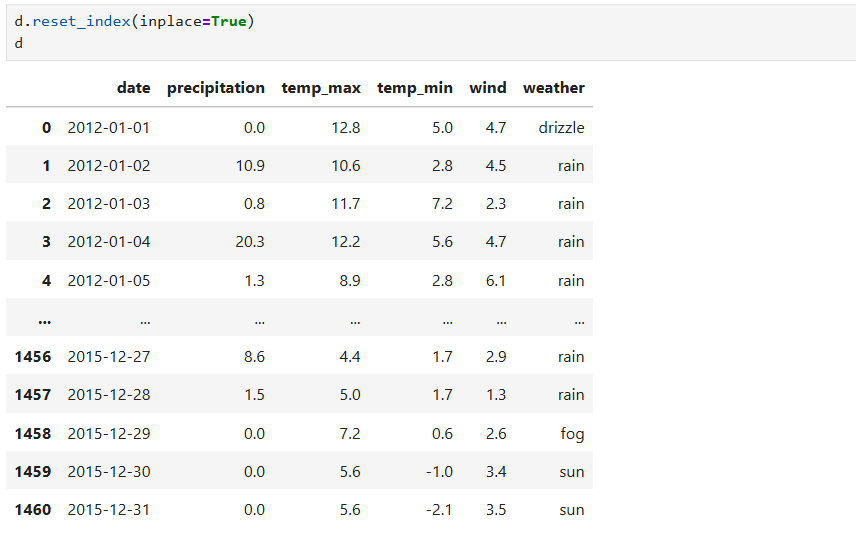 d.reset_index(inplace=True)
d
date precipitation temp_max temp_min wind weather
0 2012-01-01 0.0 12.8 5.0 4.7 drizzle
1 2012-01-02 10.9 10.6 2.8 4.5 rain
2 2012-01-03 0.8 11.7 7.2 2.3 rain
3 2012-01-04 20.3 12.2 5.6 4.7 rain
4 2012-01-05 1.3 8.9 2.8 6.1 rain
... ... ... ... ... ... ...
1456 2015-12-27 8.6 4.4 1.7 2.9 rain
1457 2015-12-28 1.5 5.0 1.7 1.3 rain
1458 2015-12-29 0.0 7.2 0.6 2.6 fog
1459 2015-12-30 0.0 5.6 -1.0 3.4 sun
1460 2015-12-31 0.0 5.6 -2.1 3.5 sun